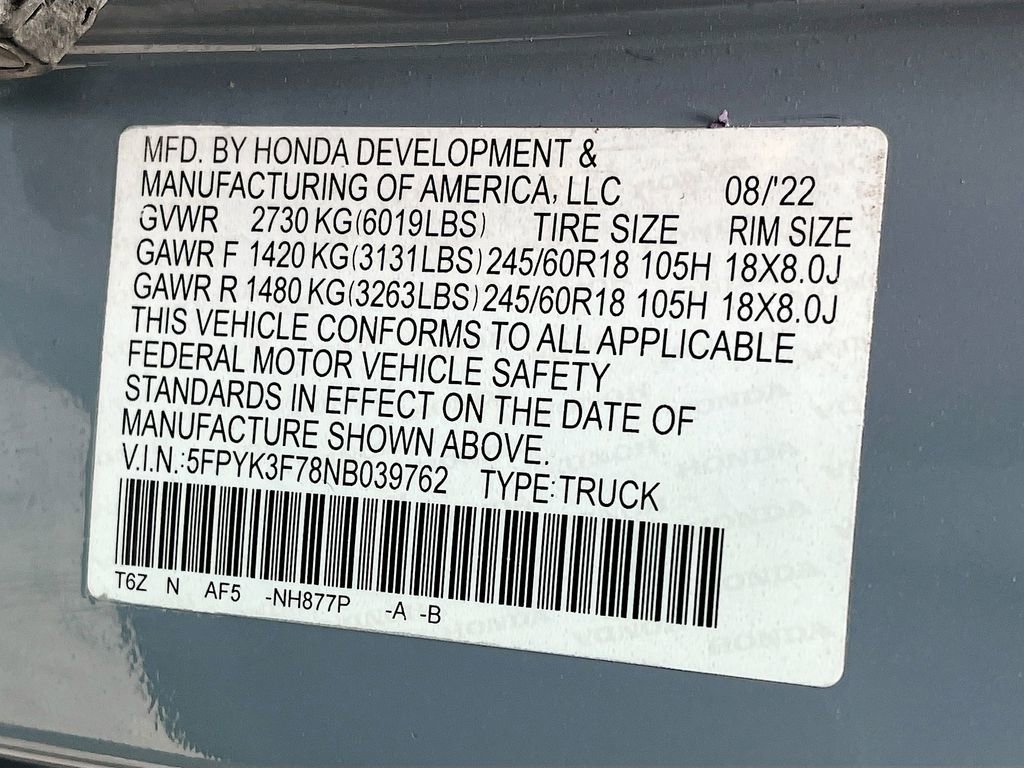 MFD. BY HONDA DEVELOPMENT &
MANUFACTURING OF AMERICA, LLC 08/'22
GVWR 2730 KG(6019LBS) TIRE SIZE RIM SIZE
GAWR F 1420 KG(3131LBS) 245/60R18 105H 18X8.0J
GAWR R 1480 KG(3263LBS) 245/60R18 105H 18X8.0J
THIS VEHICLE CONFORMS TO ALL APPLICABLE
FEDERAL MOTOR VEHICLE SAFETY
STANDARDS IN EFFECT ON THE DATE OF
MANUFACTURE SHOWN ABOVE.
V.I.N.:5FPYK3F78NB039762 TYPE:TRUCK
T6Z N AF5 -NH877P -A -B